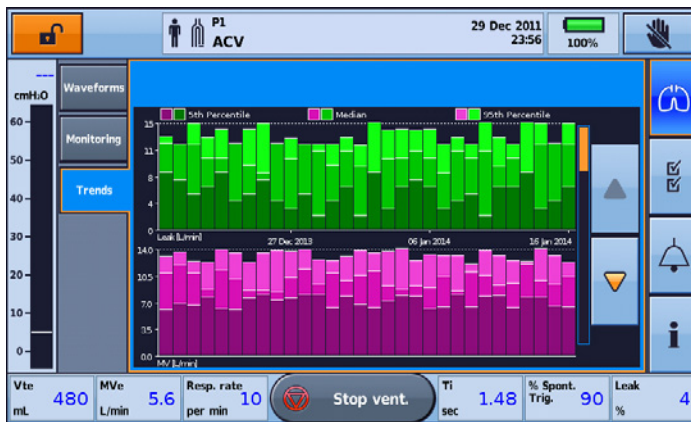 P1
ACV
29 Dec 2011
23:56
100%
---
cmH₂O
60
50
40
30
20
10
0
Waveforms
Monitoring
Trends
5th Percentile
Median
95th Percentile
15
11
8
4
0
Leak [L/min]
27 Dec 2013
06 Jan 2014
16 Jan 2014
14.0
10.5
7.0
3.5
0.0
MV [L/min]
Vte
480
mL
MVe
5.6
L/min
Resp. rate
10
per min
Stop vent.
Ti
1.48
sec
% Spont.
Trig.
90
Leak
4
%